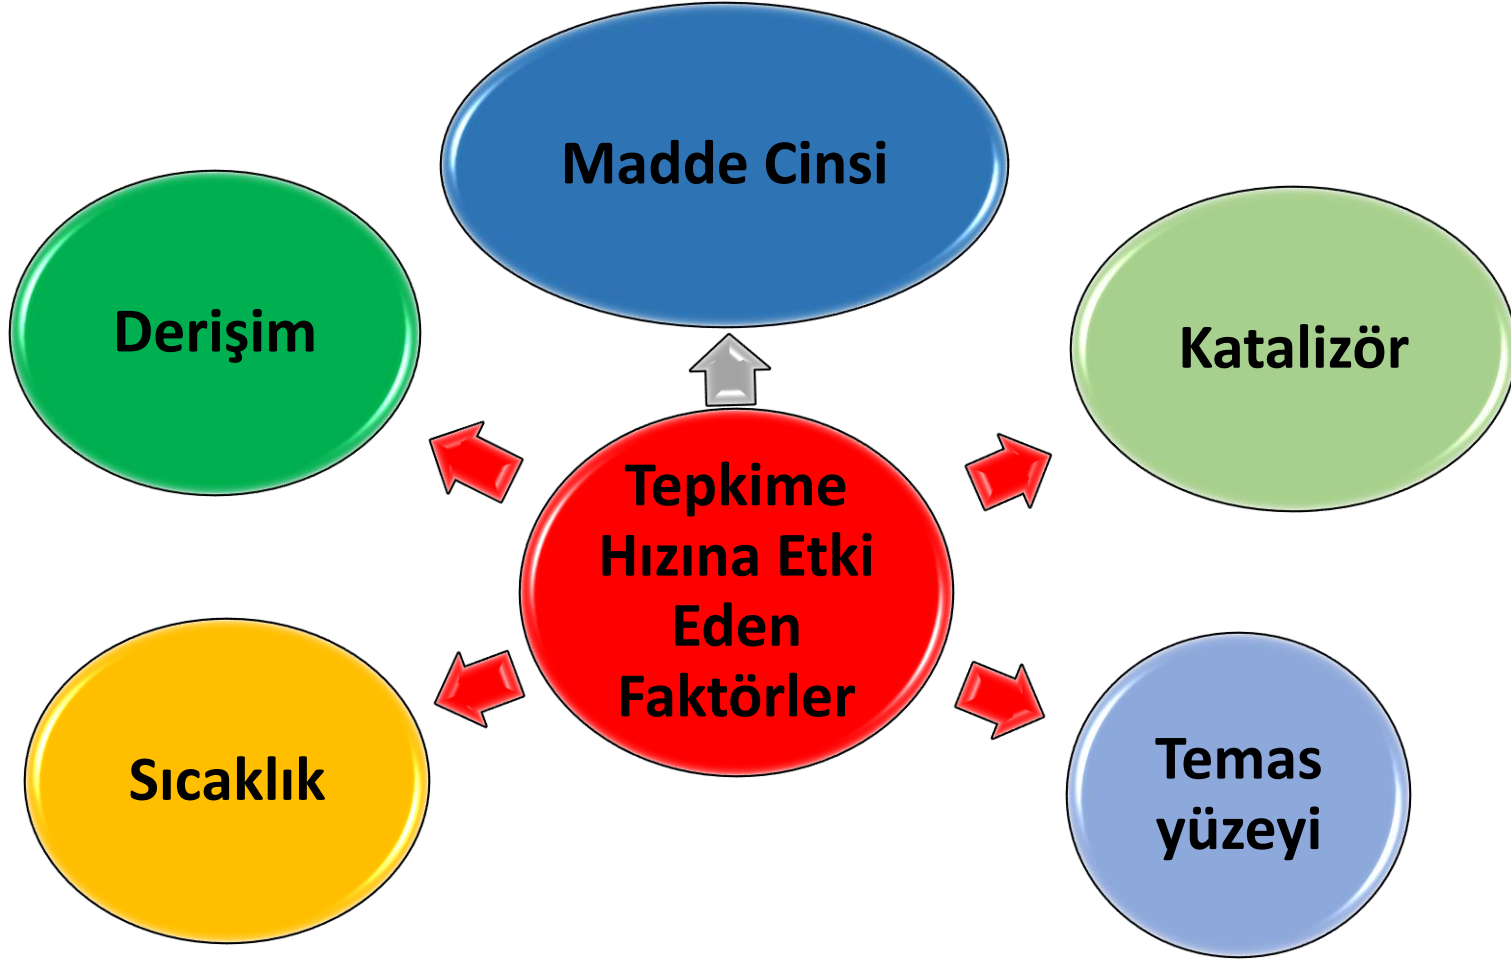 Madde Cinsi
Derişim
Katalizör
Tepkime
Hızına Etki
Eden
Faktörler
Sıcaklık
Temas
yüzeyi